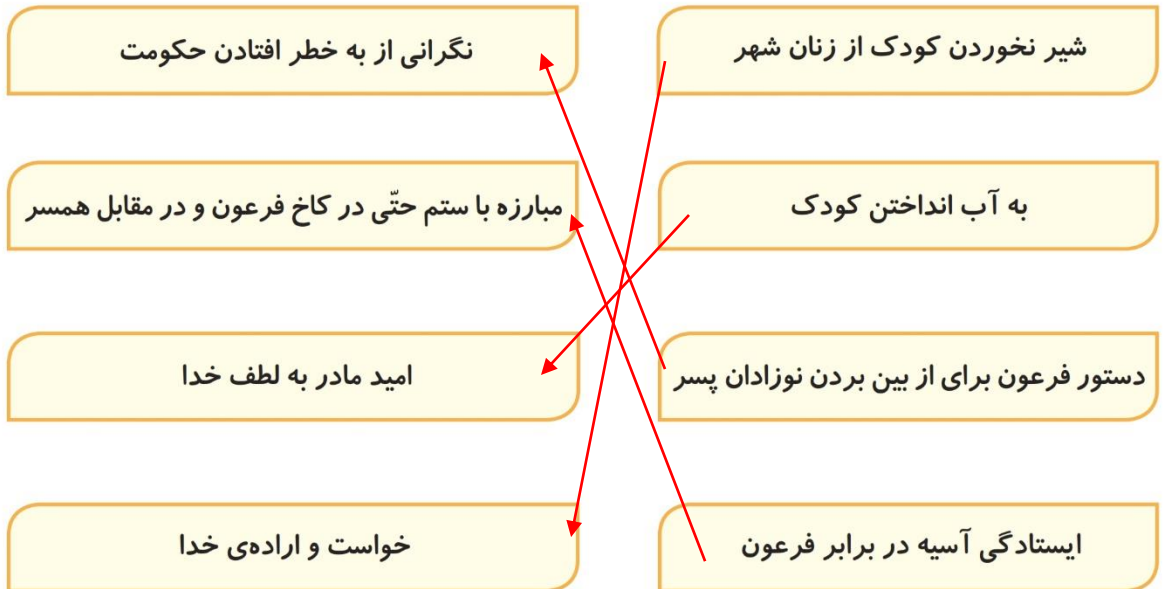 شیر نخوردن کودک از زنان شهر
نگرانی از به خطر افتادن حکومت
به آب انداختن کودک
مبارزه با ستم حتّی در کاخ فرعون و در مقابل همسر
دستور فرعون برای از بین بردن نوزادان پسر
امید مادر به لطف خدا
ایستادگی آسیه در برابر فرعون
خواست و اراده‌ی خدا